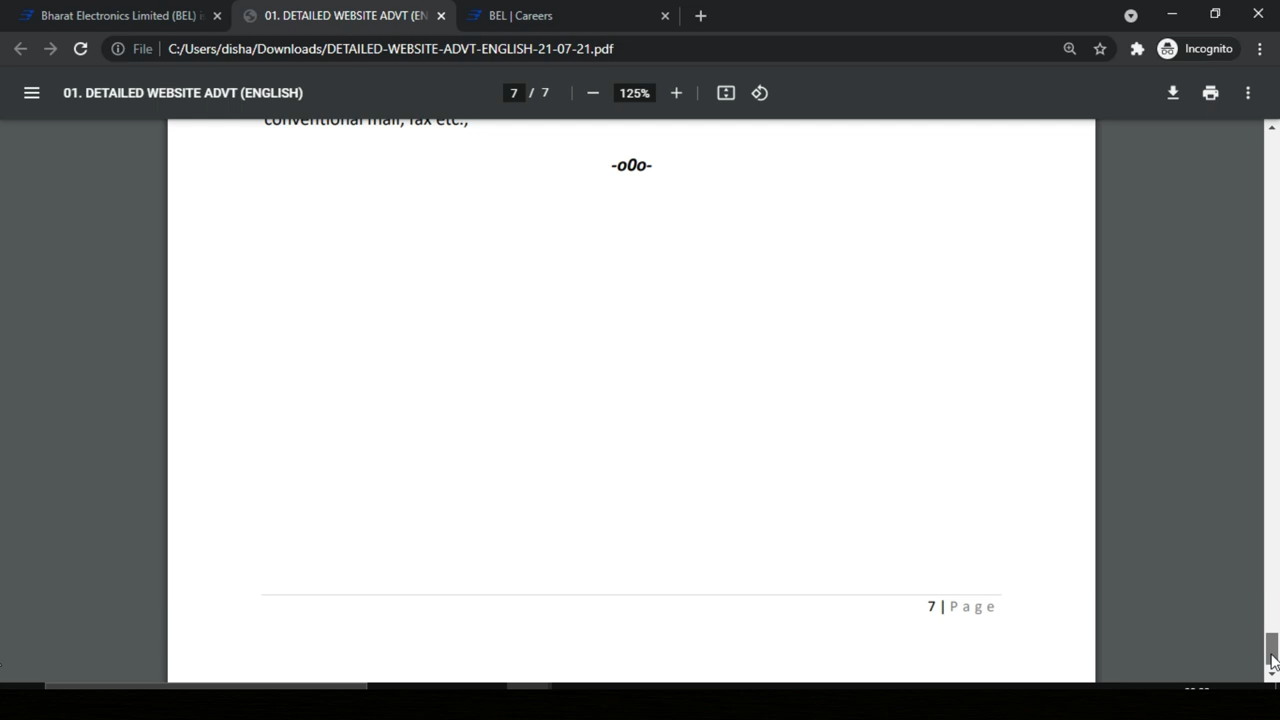 Bharat Electronics Limited (BEL) i
01. DETAILED WEBSITE ADVT (EN
BEL | Careers
File
C:/Users/disha/Downloads/DETAILED-WEBSITE-ADVT-ENGLISH-21-07-21.pdf
Incognito
01. DETAILED WEBSITE ADVT (ENGLISH)
7 / 7
125%
conventional mail, fax etc.,
-o0o-
7 | P a g e